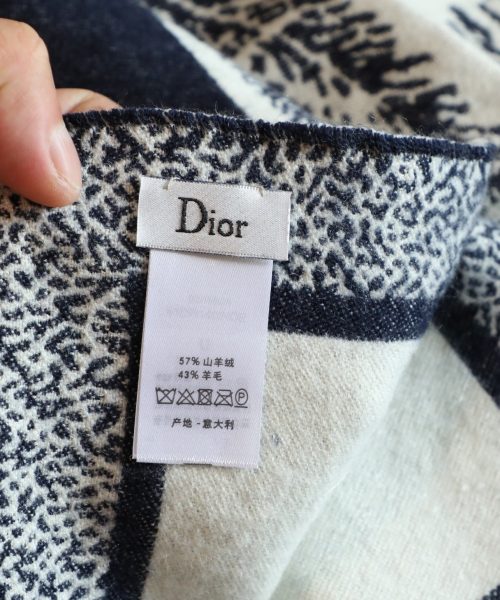 Dior
57% 山羊绒
43% 羊毛
产地 - 意大利